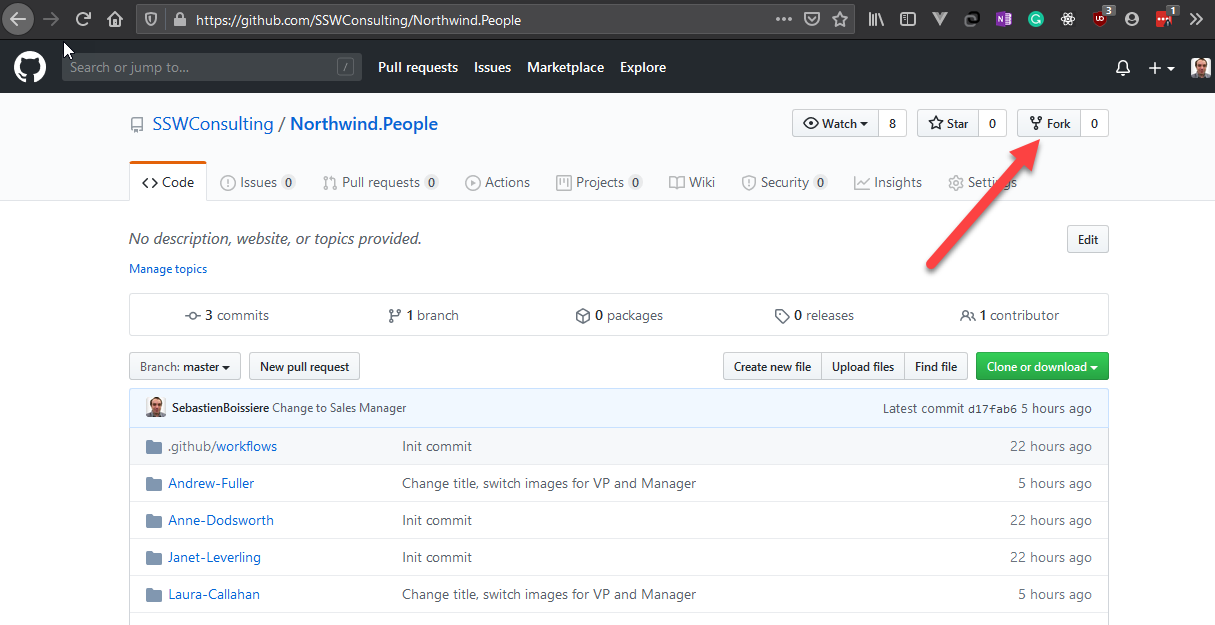 https://github.com/SSWConsulting/Northwind.People
3
1
Search or jump to... /
Pull requests Issues Marketplace Explore
SSWConsulting / Northwind.People
Watch 8 Star 0 Fork 0
Code Issues 0 Pull requests 0 Actions Projects 0 Wiki Security 0 Insights Settings
No description, website, or topics provided.
Edit
Manage topics
3 commits 1 branch 0 packages 0 releases 1 contributor
Branch: master New pull request Create new file Upload files Find file Clone or download
SebastienBoissiere Change to Sales Manager Latest commit d17fab6 5 hours ago
.github/workflows Init commit 22 hours ago
Andrew-Fuller Change title, switch images for VP and Manager 5 hours ago
Anne-Dodsworth Init commit 22 hours ago
Janet-Leverling Init commit 22 hours ago
Laura-Callahan Change title, switch images for VP and Manager 5 hours ago